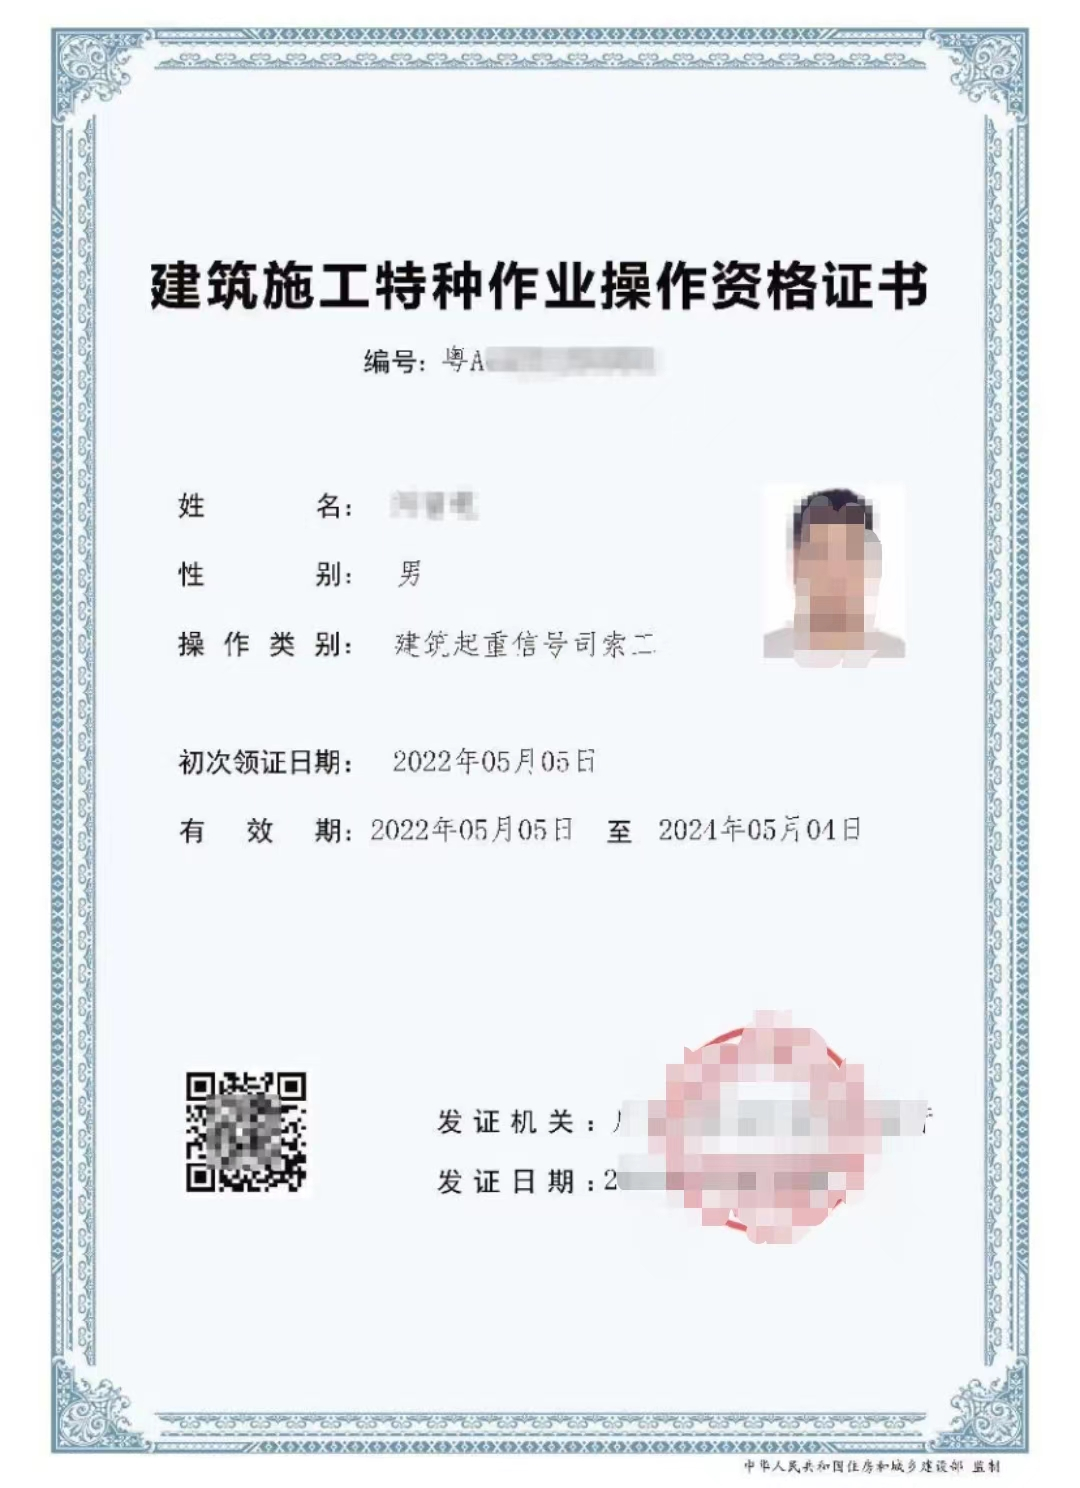 建筑施工特种作业操作资格证书
编号：粤A
姓名：
性别：男
操作类别：建筑起重信号司索工
初次领证日期：2022年05月05日
有效期：2022年05月05日 至 2024年05月04日
发证机关：
发证日期：2
中华人民共和国住房和城乡建设部 监制